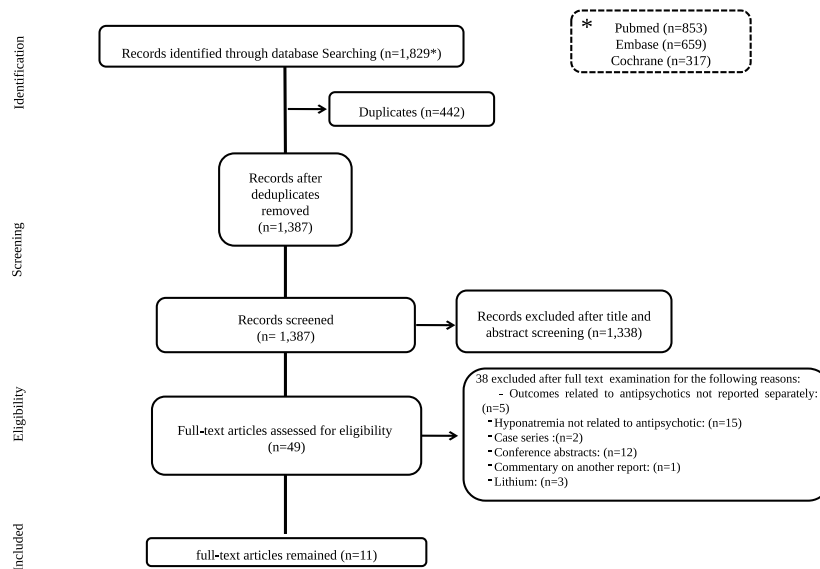 Identification
Records identified through database Searching (n=1,829*)
*
Pubmed (n=853)
Embase (n=659)
Cochrane (n=317)
Duplicates (n=442)
Records after
deduplicates
removed
(n=1,387)
Screening
Records screened
(n= 1,387)
Records excluded after title and
abstract screening (n=1,338)
Eligibility
Full-text articles assessed for eligibility
(n=49)
38 excluded after full text examination for the following reasons:
- Outcomes related to antipsychotics not reported separately:
(n=5)
- Hyponatremia not related to antipsychotic: (n=15)
- Case series :(n=2)
- Conference abstracts: (n=12)
- Commentary on another report: (n=1)
- Lithium: (n=3)
Included
full-text articles remained (n=11)